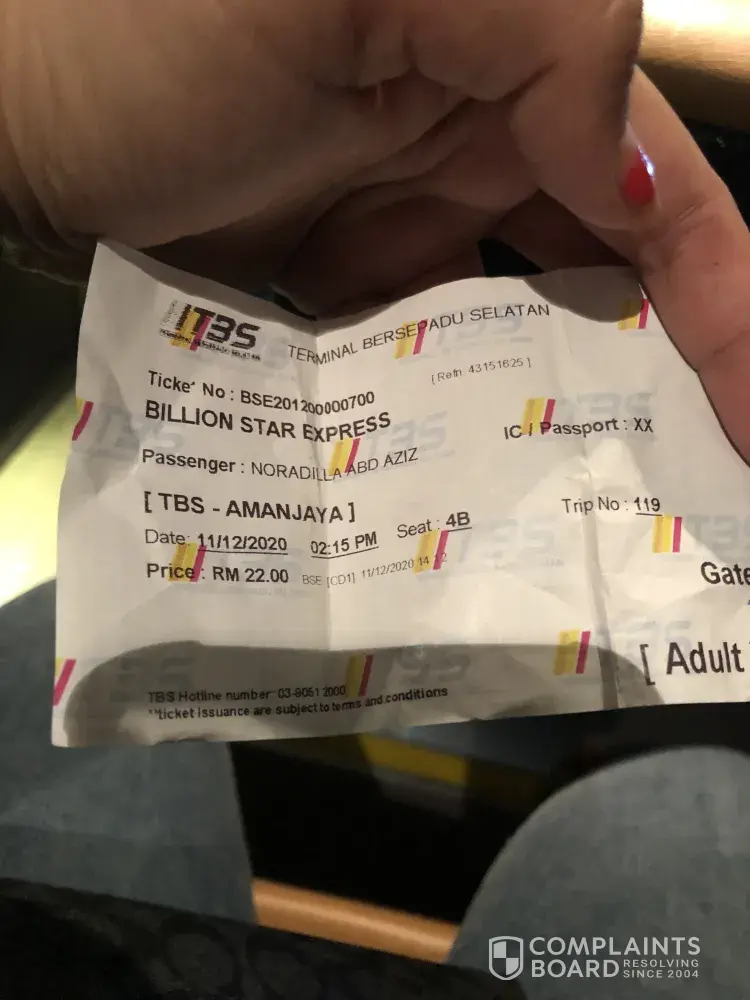 TBS
TERMINAL BERSEPADU SELATAN
[Refn. 43151625 ]
Ticket No : BSE201200000700
BILLION STAR EXPRESS
IC / Passport : XX
Passenger : NORADILLA ABD AZIZ
[ TBS - AMANJAYA ]
Trip No : 119
Date: 11/12/2020 02:15 PM Seat : 4B
Price : RM 22.00 BSE [CD1] 11/12/2020 14
Gate
[ Adult
TBS Hotline number: 03-9051 2000
**ticket issuance are subject to terms and conditions
COMPLAINTS
BOARD RESOLVING
SINCE 2004